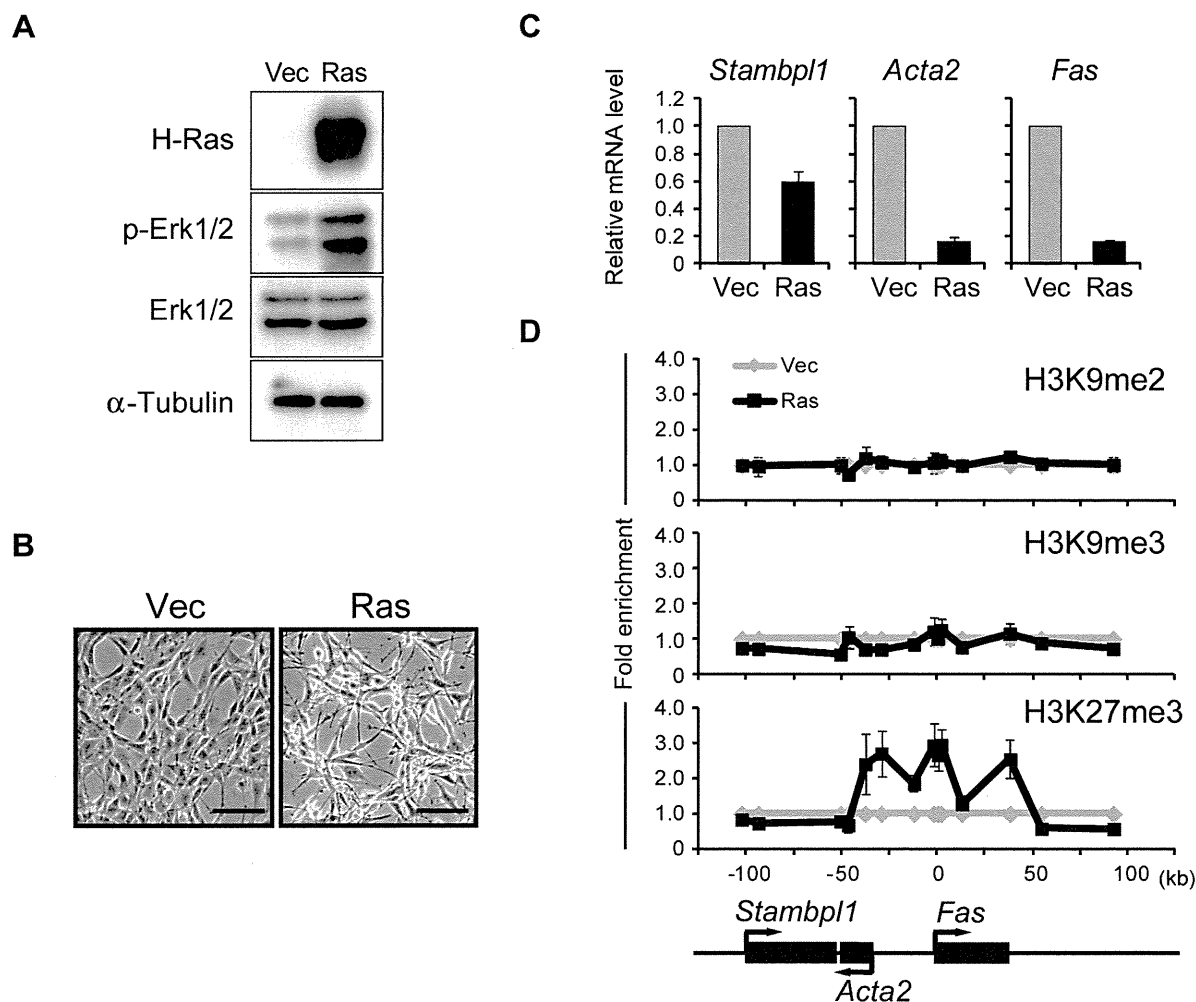 A
Vec Ras
H-Ras
p-Erk1/2
Erk1/2
α-Tubulin
B
Vec Ras
C
Stambpl1 Acta2 Fas
Relative mRNA level
1.2
1.0
0.8
0.6
0.4
0.2
0
Vec Ras Vec Ras Vec Ras
D
Fold enrichment
Vec
Ras
H3K9me2
4.0
3.0
2.0
1.0
0
H3K9me3
4.0
3.0
2.0
1.0
0
H3K27me3
4.0
3.0
2.0
1.0
0
-100 -50 0 50 100 (kb)
Stambpl1 Fas
Acta2